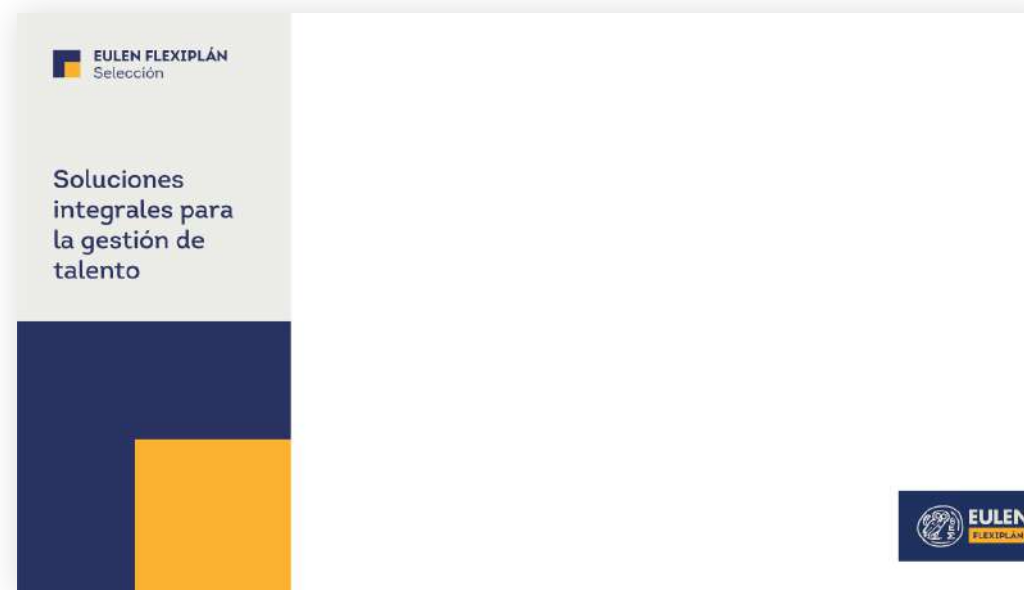 EULEN FLEXIPLÁN
Selección
Soluciones
integrales para
la gestión de
talento
EULEN
FLEXIPLÁN